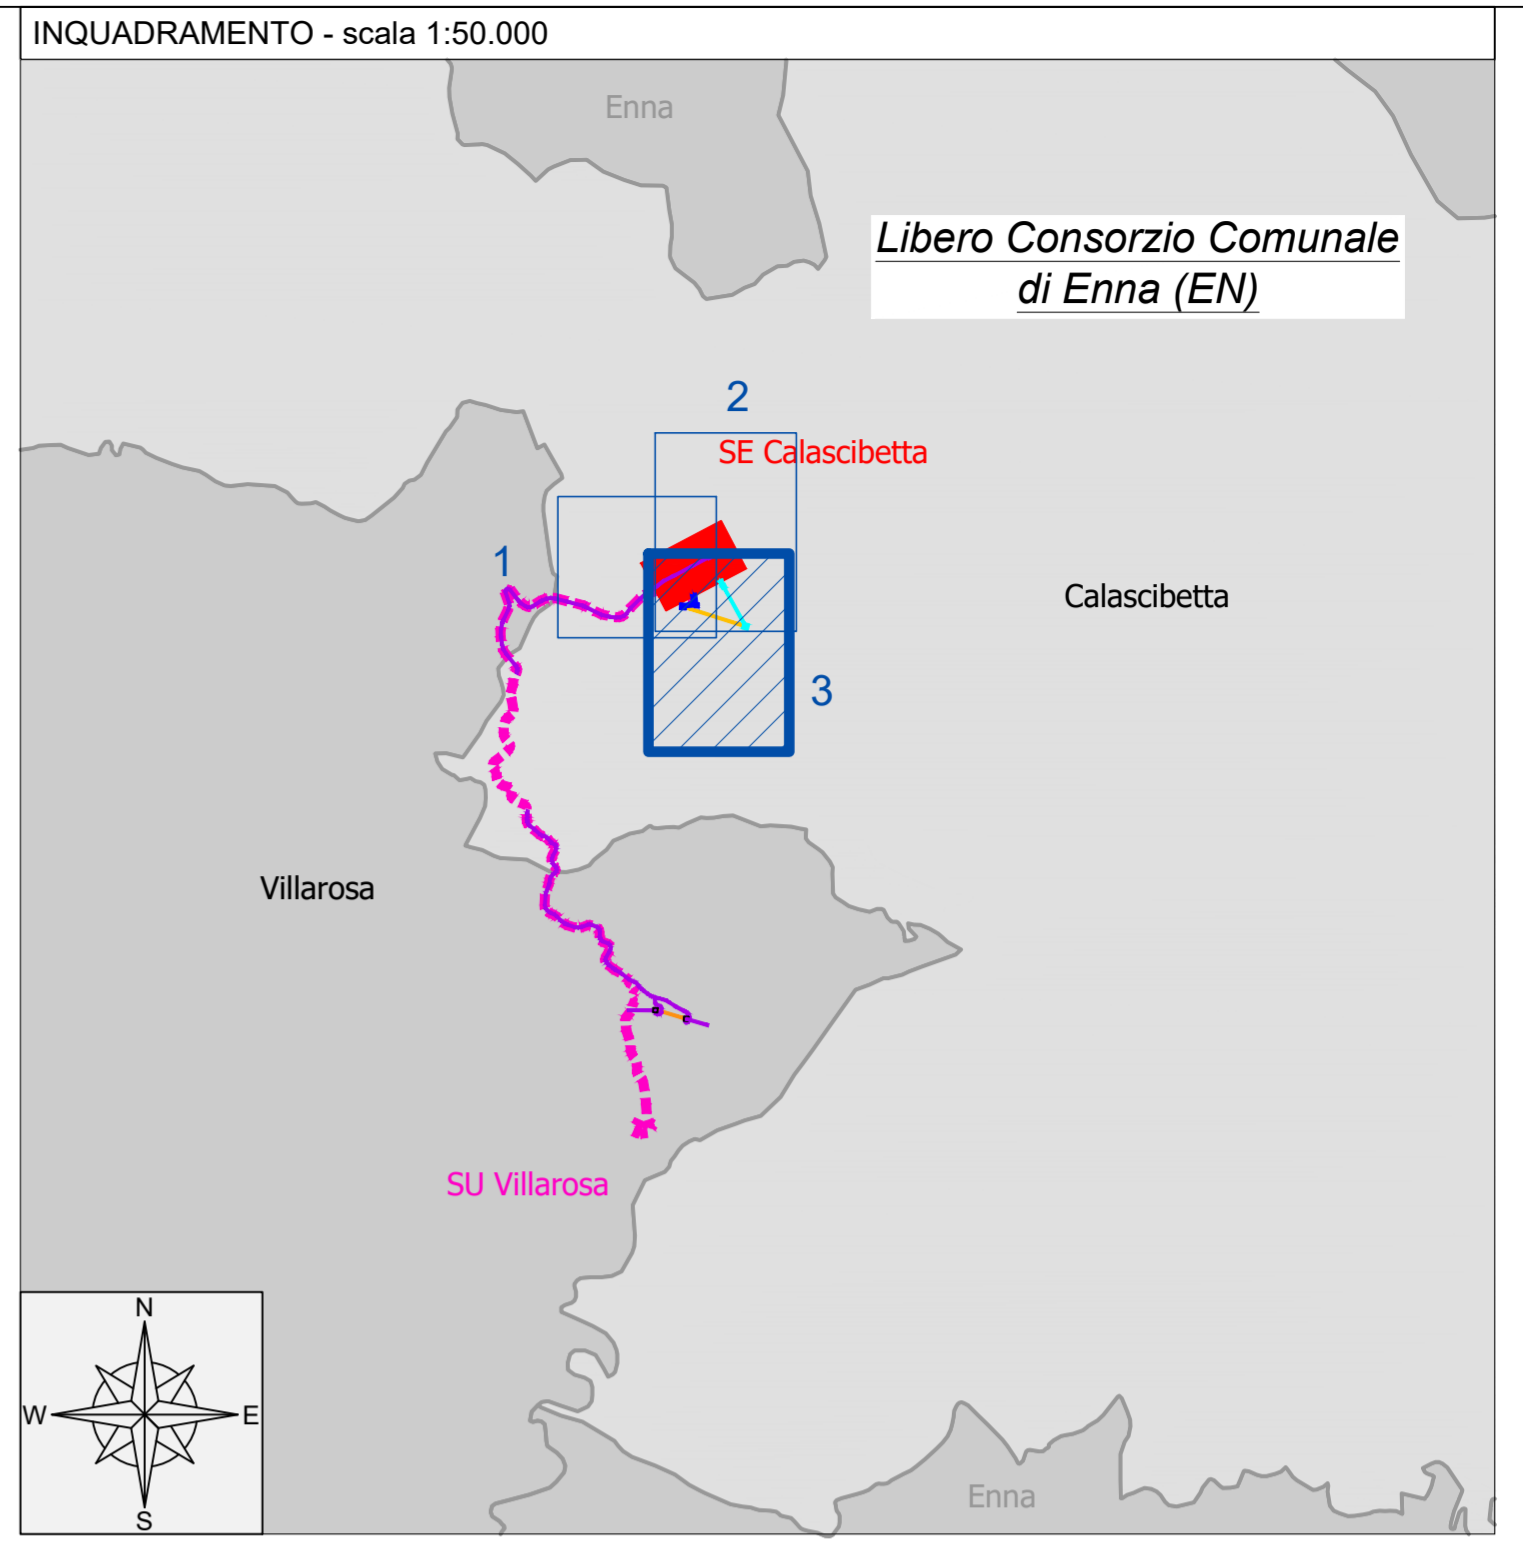 INQUADRAMENTO - scala 1:50.000
Enna
Libero Consorzio Comunale
di Enna (EN)
2
SE Calascibetta
1
Calascibetta
3
Villarosa
SU Villarosa
N
W
E
S
Enna